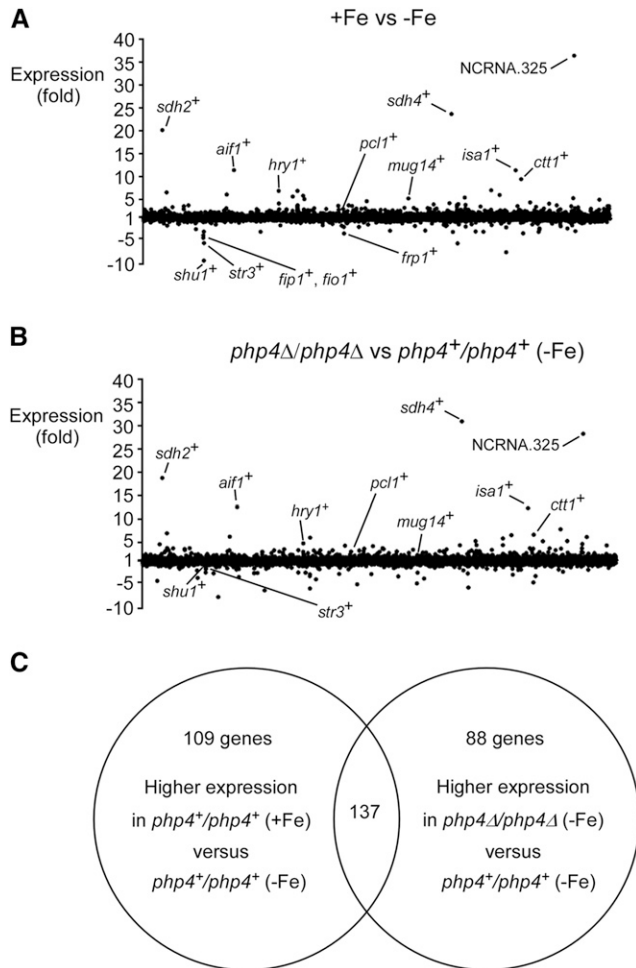 A
+Fe vs -Fe
Expression
(fold)
40
35
30
25
20
15
10
5
1
-5
-10
NCRNA.325
sdh4⁺
sdh2⁺
aif1⁺
hry1⁺
pcl1⁺
mug14⁺
isa1⁺
ctt1⁺
shu1⁺
str3⁺
fip1⁺, fio1⁺
frp1⁺
B
php4Δ/php4Δ vs php4⁺/php4⁺ (-Fe)
Expression
(fold)
40
35
30
25
20
15
10
5
1
-5
-10
sdh4⁺
NCRNA.325
sdh2⁺
aif1⁺
hry1⁺
pcl1⁺
mug14⁺
isa1⁺
ctt1⁺
shu1⁺
str3⁺
C
109 genes
Higher expression
in php4⁺/php4⁺ (+Fe)
versus
php4⁺/php4⁺ (-Fe)
137
88 genes
Higher expression
in php4Δ/php4Δ (-Fe)
versus
php4⁺/php4⁺ (-Fe)